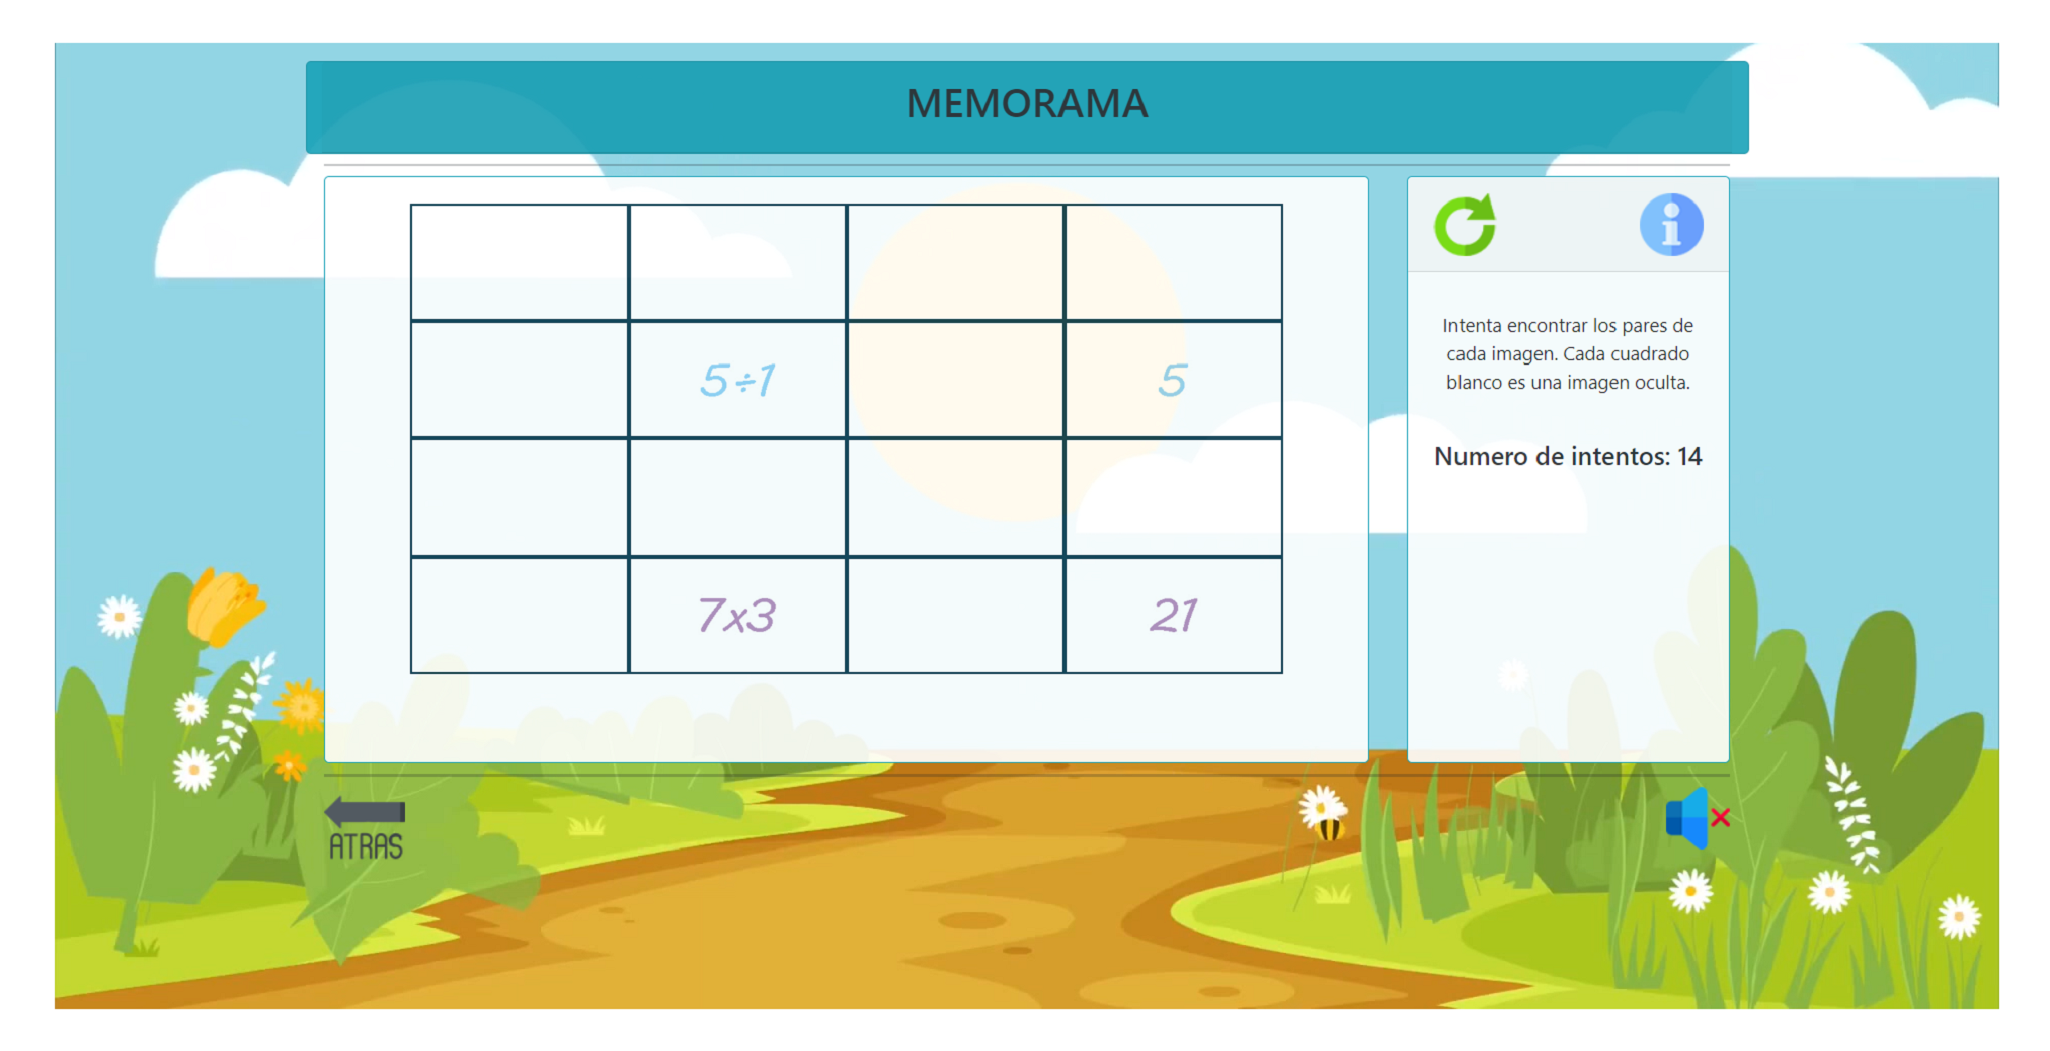 MEMORAMA
5÷1
5
7x3
21
Intenta encontrar los pares de
cada imagen. Cada cuadrado
blanco es una imagen oculta.
Numero de intentos: 14
ATRAS